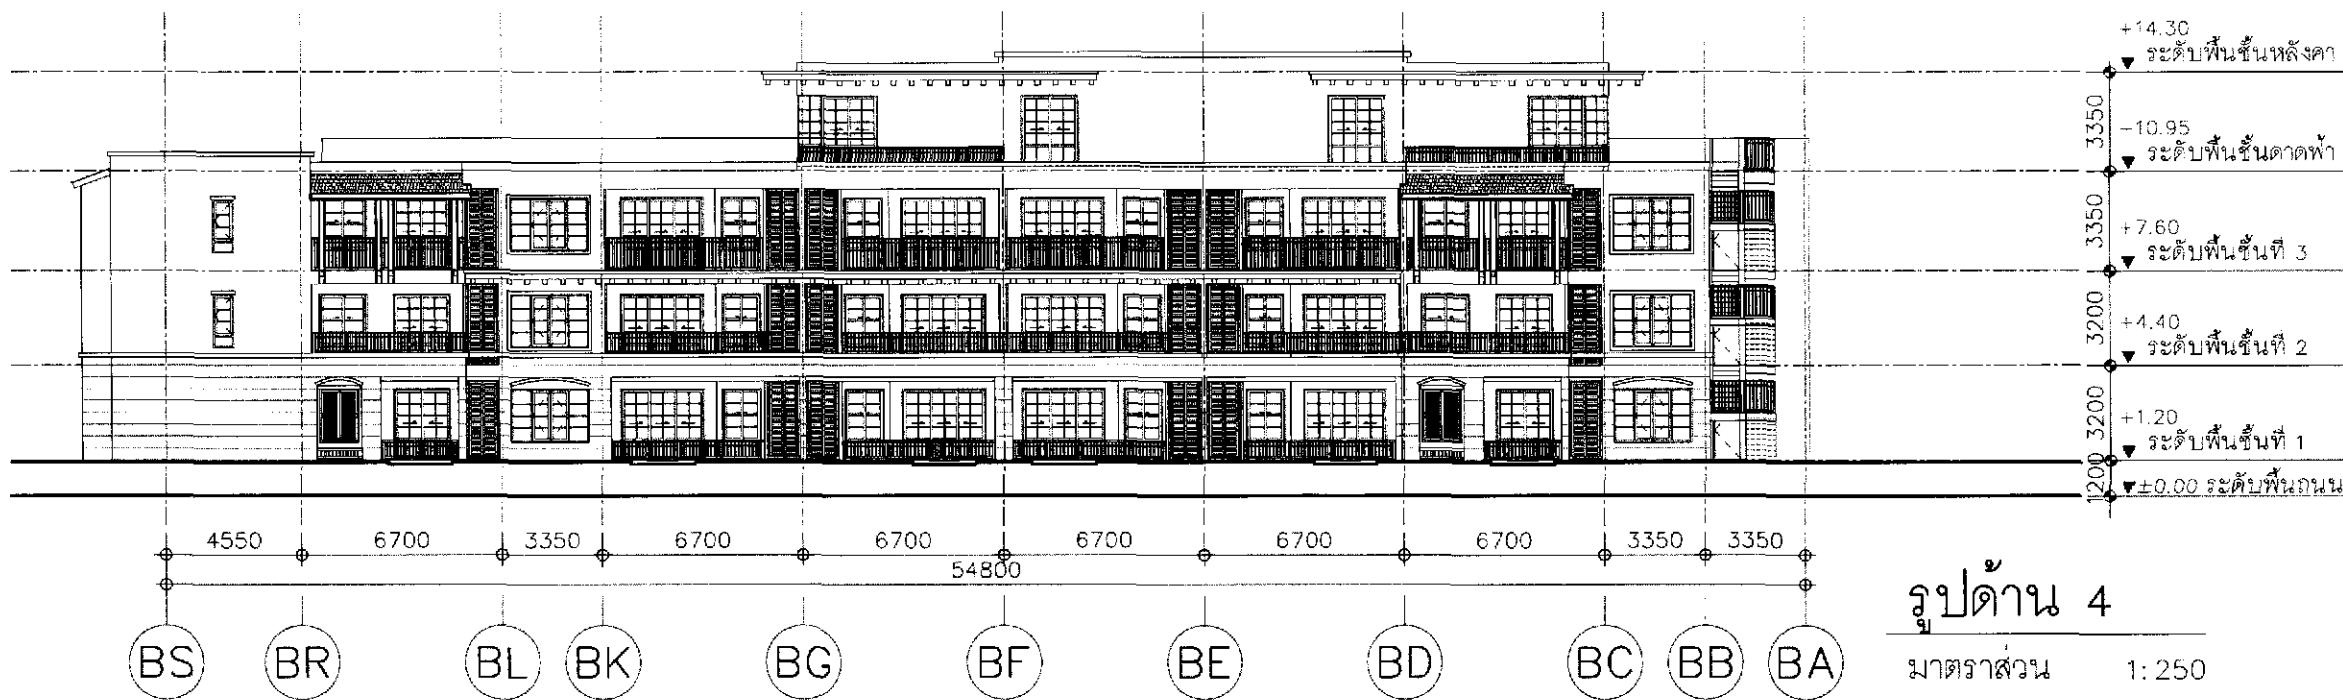 +14.30
ระดับพื้นชั้นหลังคา
3350
-10.95
ระดับพื้นชั้นดาดฟ้า
3350
+7.60
ระดับพื้นชั้นที่ 3
3200
+4.40
ระดับพื้นชั้นที่ 2
3200
+1.20
ระดับพื้นชั้นที่ 1
1200
±0.00 ระดับพื้นถนน
4550 6700 3350 6700 6700 6700 6700 6700 3350 3350
54800
BS BR BL BK BG BF BE BD BC BB BA
รูปด้าน 4
มาตราส่วน 1:250